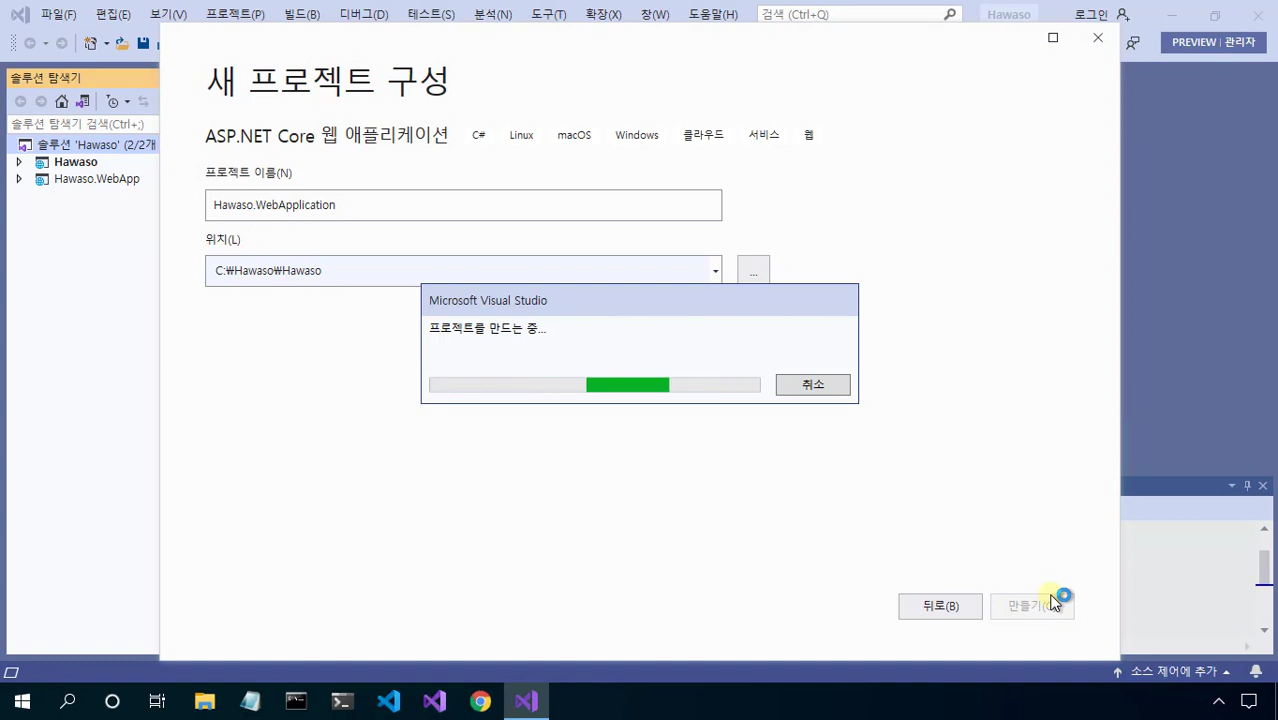 파일(F) 편집(E) 보기(V) 프로젝트(P) 빌드(B) 디버그(D) 테스트(S) 분석(N) 도구(T) 확장(X) 창(W) 도움말(H) 검색 (Ctrl+Q) Hawaso 로그인
PREVIEW | 관리자
솔루션 탐색기
솔루션 탐색기 검색(Ctrl+;)
솔루션 'Hawaso' (2/2개
Hawaso
Hawaso.WebApp
새 프로젝트 구성
ASP.NET Core 웹 애플리케이션 C# Linux macOS Windows 클라우드 서비스 웹
프로젝트 이름(N)
Hawaso.WebApplication
위치(L)
C:₩Hawaso₩Hawaso
...
Microsoft Visual Studio
프로젝트를 만드는 중...
취소
뒤로(B) 만들기(C)
소스 제어에 추가